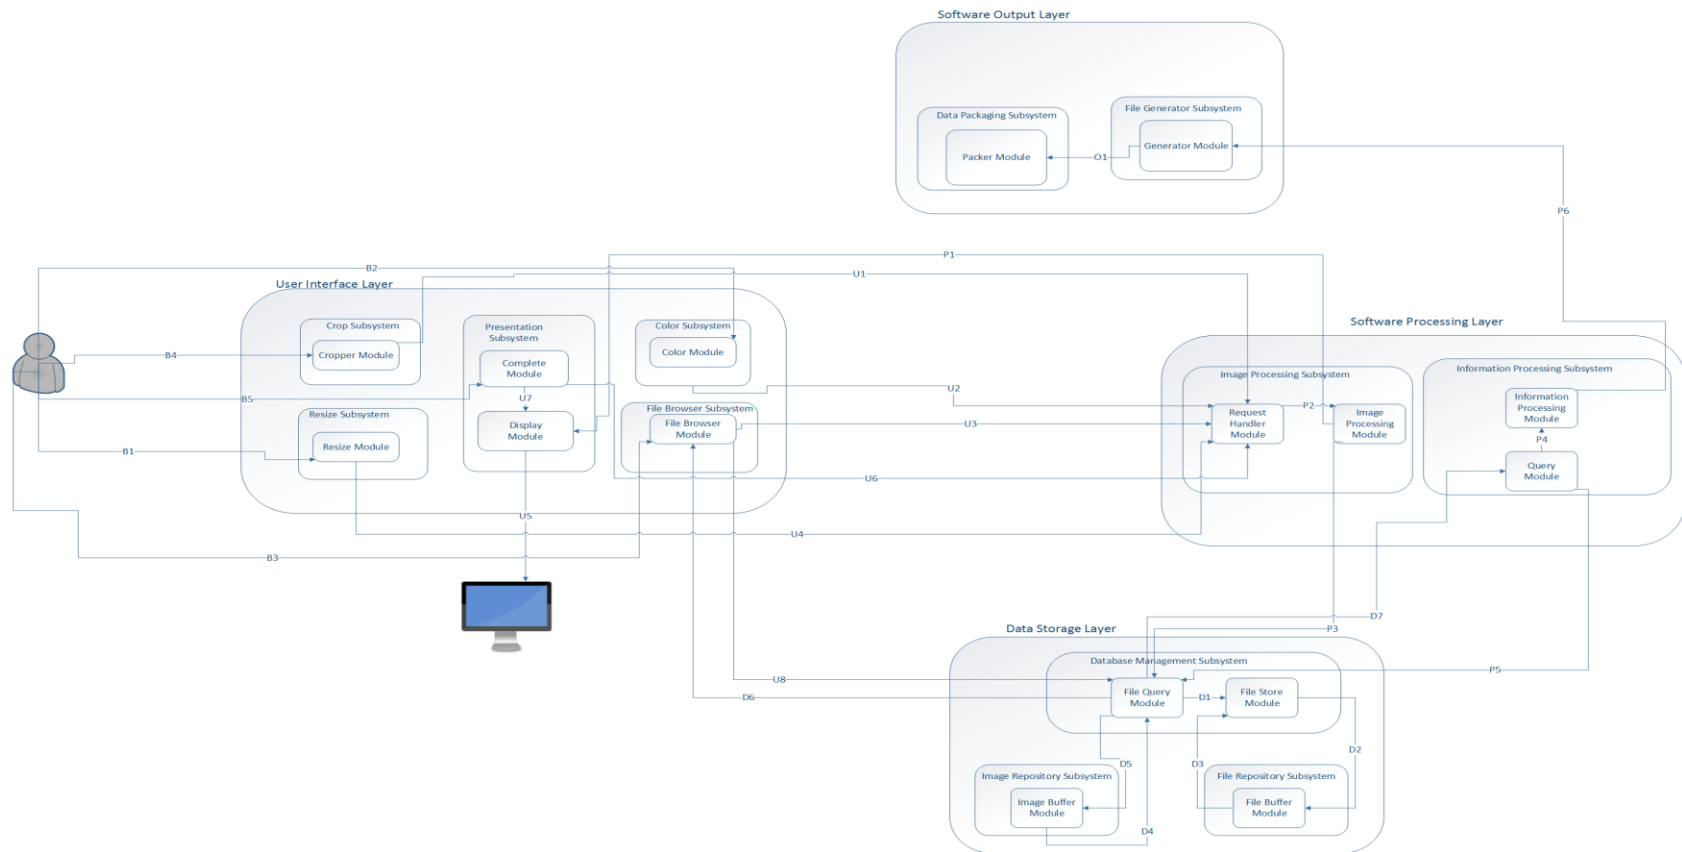 Software Output Layer
File Generator Subsystem
Data Packaging Subsystem
Generator Module
Packer Module
O1
P6
P1
B2
U1
User Interface Layer
Software Processing Layer
Crop Subsystem
Cropper Module
Presentation
Subsystem
Complete
Module
Color Subsystem
Color Module
B4
B5
U7
Display
Module
Resize Subsystem
Resize Module
File Browser Subsystem
File Browser
Module
B1
U2
U3
U6
U5
U4
B3
Image Processing Subsystem
Request
Handler
Module
P2
Image
Processing
Module
Information Processing Subsystem
Information
Processing
Module
P4
Query
Module
D7
P3
P5
Data Storage Layer
Database Management Subsystem
U8
D6
File Query
Module
D1
File Store
Module
D5
D3
D2
Image Repository Subsystem
Image Buffer
Module
D4
File Repository Subsystem
File Buffer
Module